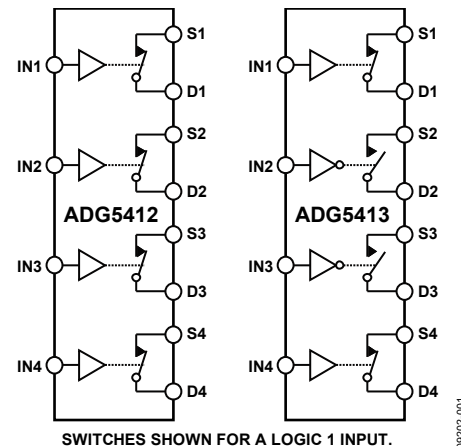 S1
IN1
D1
S2
IN2
D2
ADG5412
S3
IN3
D3
S4
IN4
D4
S1
IN1
D1
S2
IN2
D2
ADG5413
S3
IN3
D3
S4
IN4
D4
SWITCHES SHOWN FOR A LOGIC 1 INPUT.